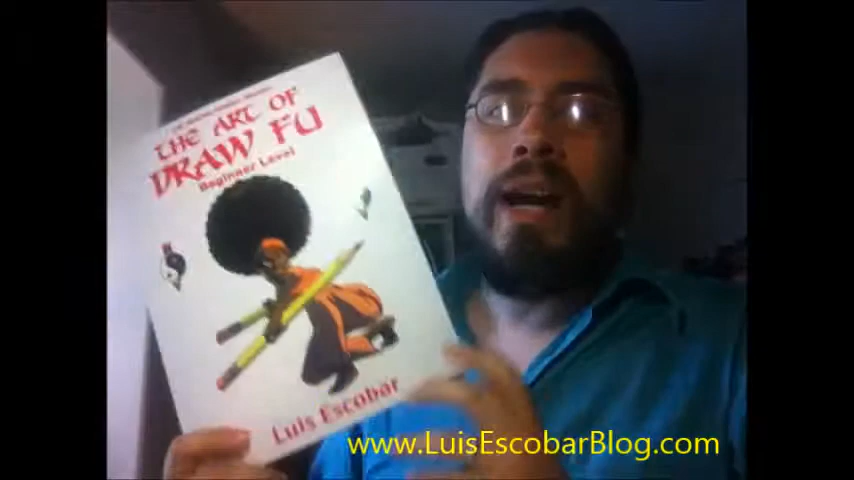 THE ART OF
DRAW FU
Beginner Level
Luis Escobar
www.LuisEscobarBlog.com